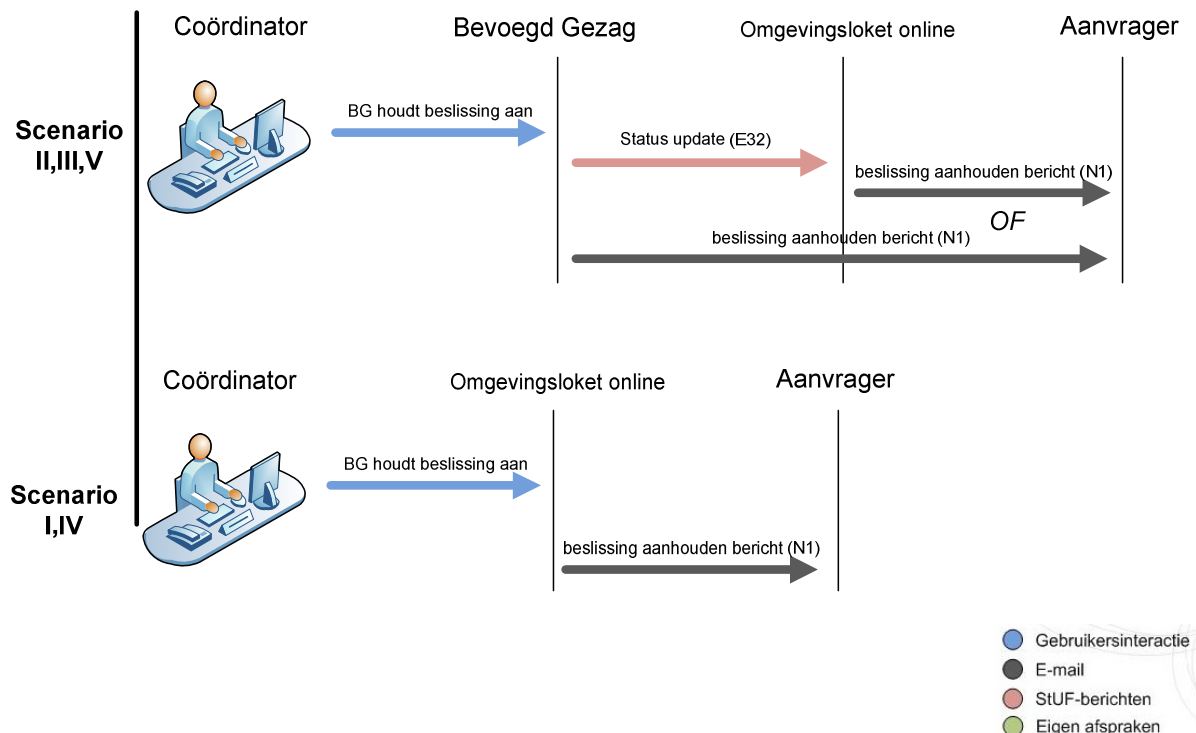 Coördinator
Bevoegd Gezag
Omgevingsloket online
Aanvrager
Scenario
II,III,V
BG houdt beslissing aan
Status update (E32)
beslissing aanhouden bericht (N1)
OF
beslissing aanhouden bericht (N1)
Coördinator
Omgevingsloket online
Aanvrager
Scenario
I,IV
BG houdt beslissing aan
beslissing aanhouden bericht (N1)
Gebruikersinteractie
E-mail
StUF-berichten
Eigen afspraken